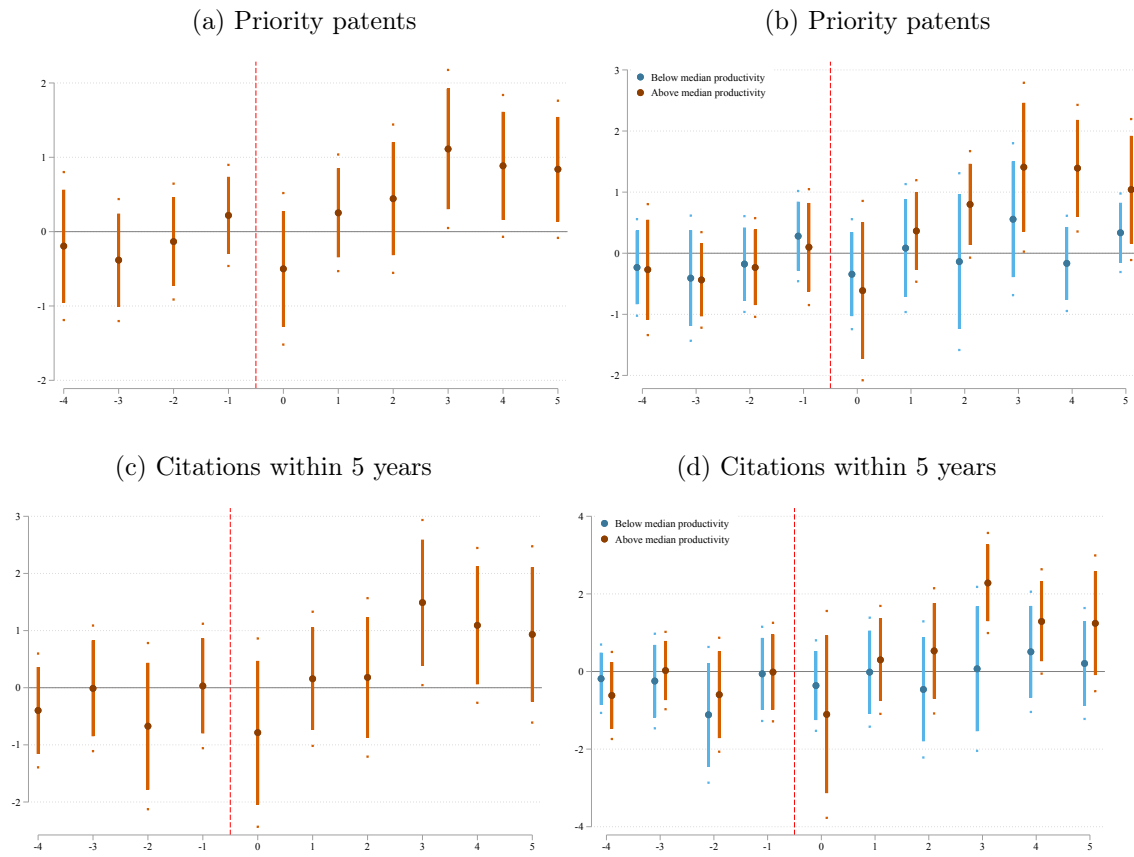 (a) Priority patents
2
1
0
-1
-2
-4 -3 -2 -1 0 1 2 3 4 5
(b) Priority patents
3
Below median productivity
Above median productivity
2
1
0
-1
-2
-4 -3 -2 -1 0 1 2 3 4 5
(c) Citations within 5 years
3
2
1
0
-1
-2
-4 -3 -2 -1 0 1 2 3 4 5
(d) Citations within 5 years
4
Below median productivity
Above median productivity
2
0
-2
-4
-4 -3 -2 -1 0 1 2 3 4 5